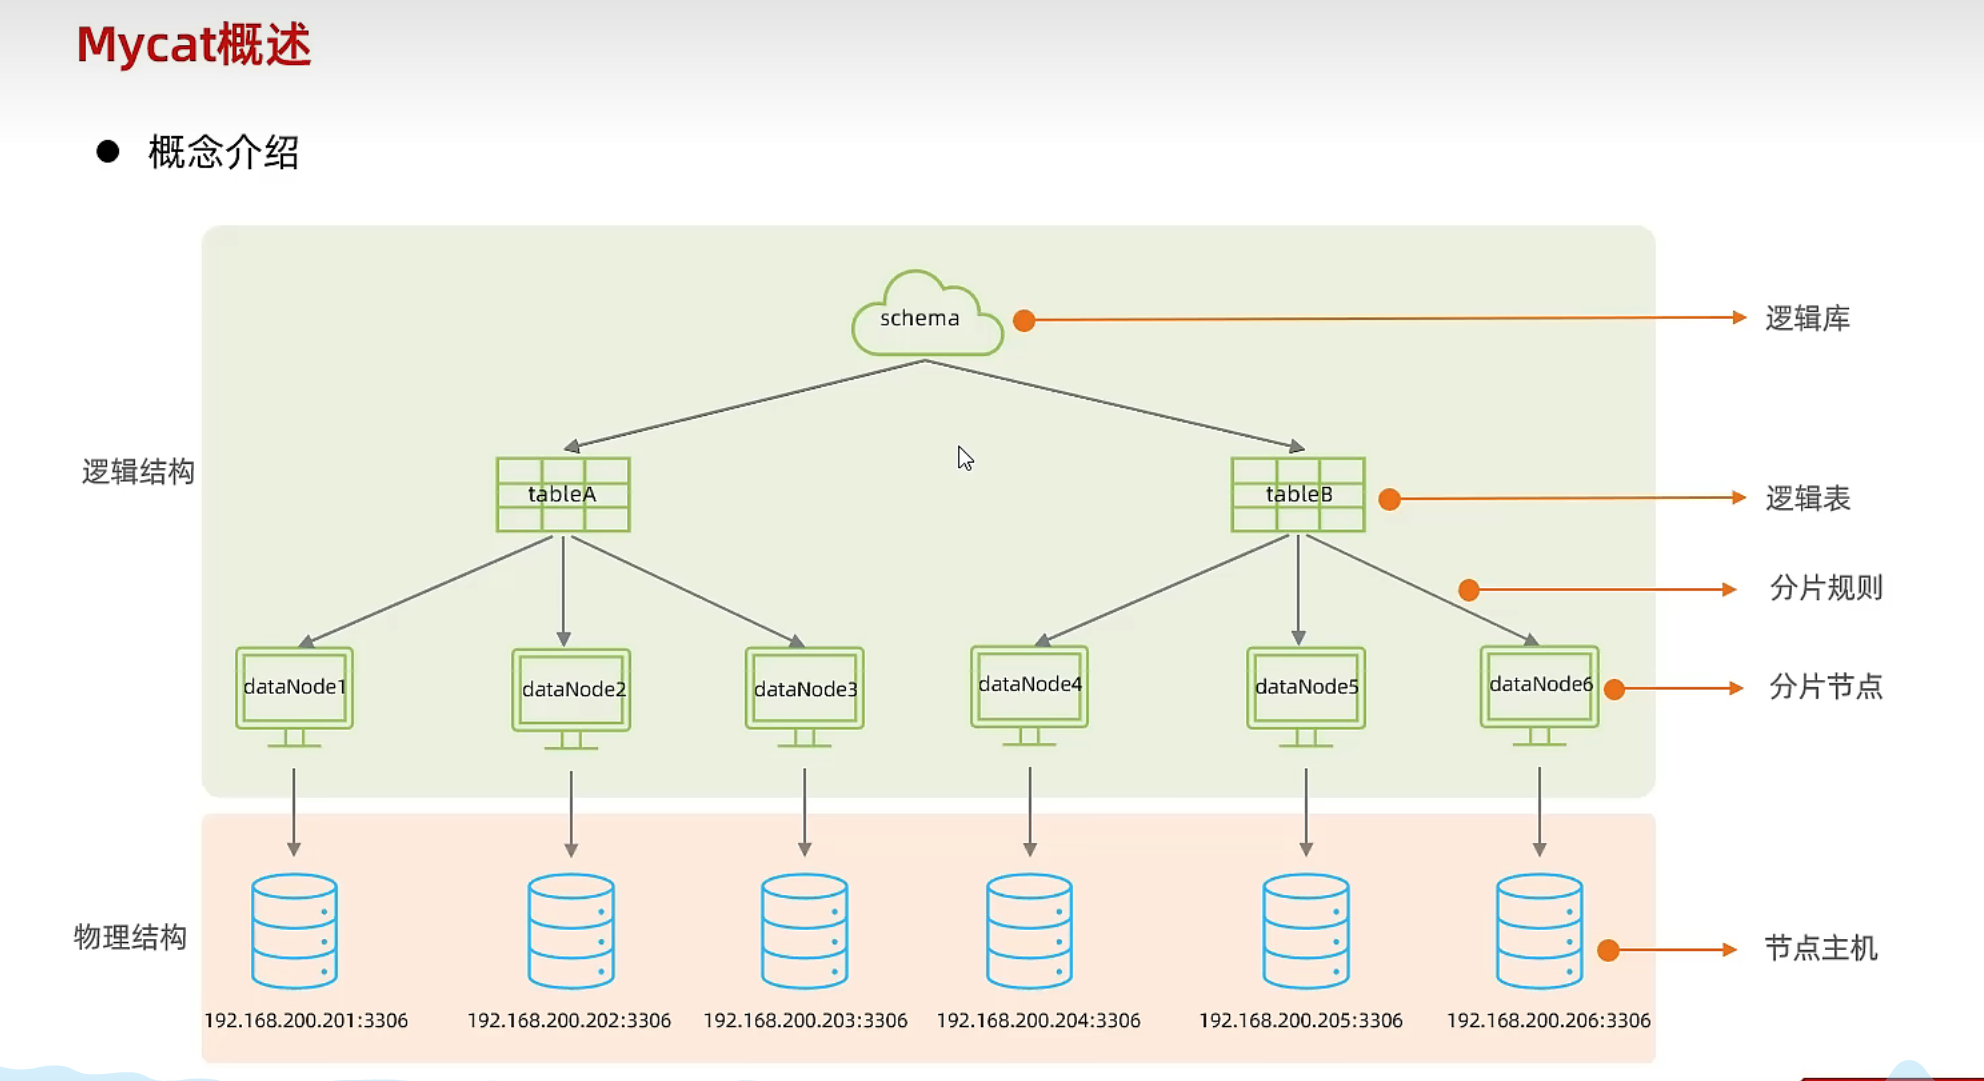 Mycat概述
● 概念介绍
schema
逻辑库
逻辑结构
tableA
tableB
逻辑表
分片规则
dataNode1
dataNode2
dataNode3
dataNode4
dataNode5
dataNode6
分片节点
物理结构
节点主机
192.168.200.201:3306
192.168.200.202:3306
192.168.200.203:3306
192.168.200.204:3306
192.168.200.205:3306
192.168.200.206:3306